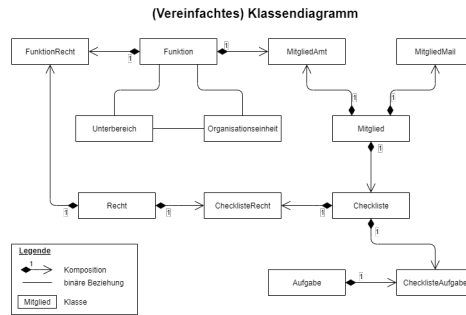 (Vereinfachtes) Klassendiagramm
FunktionRecht
1
Funktion
1
MitgliedAmt
MitgliedMail
1
1
Unterbereich
Organisationseinheit
Mitglied
1
Recht
1
1
ChecklisteRecht
1
Checkliste
1
Legende
1
Komposition
binäre Beziehung
Mitglied
Klasse
Aufgabe
1
ChecklisteAufgabe